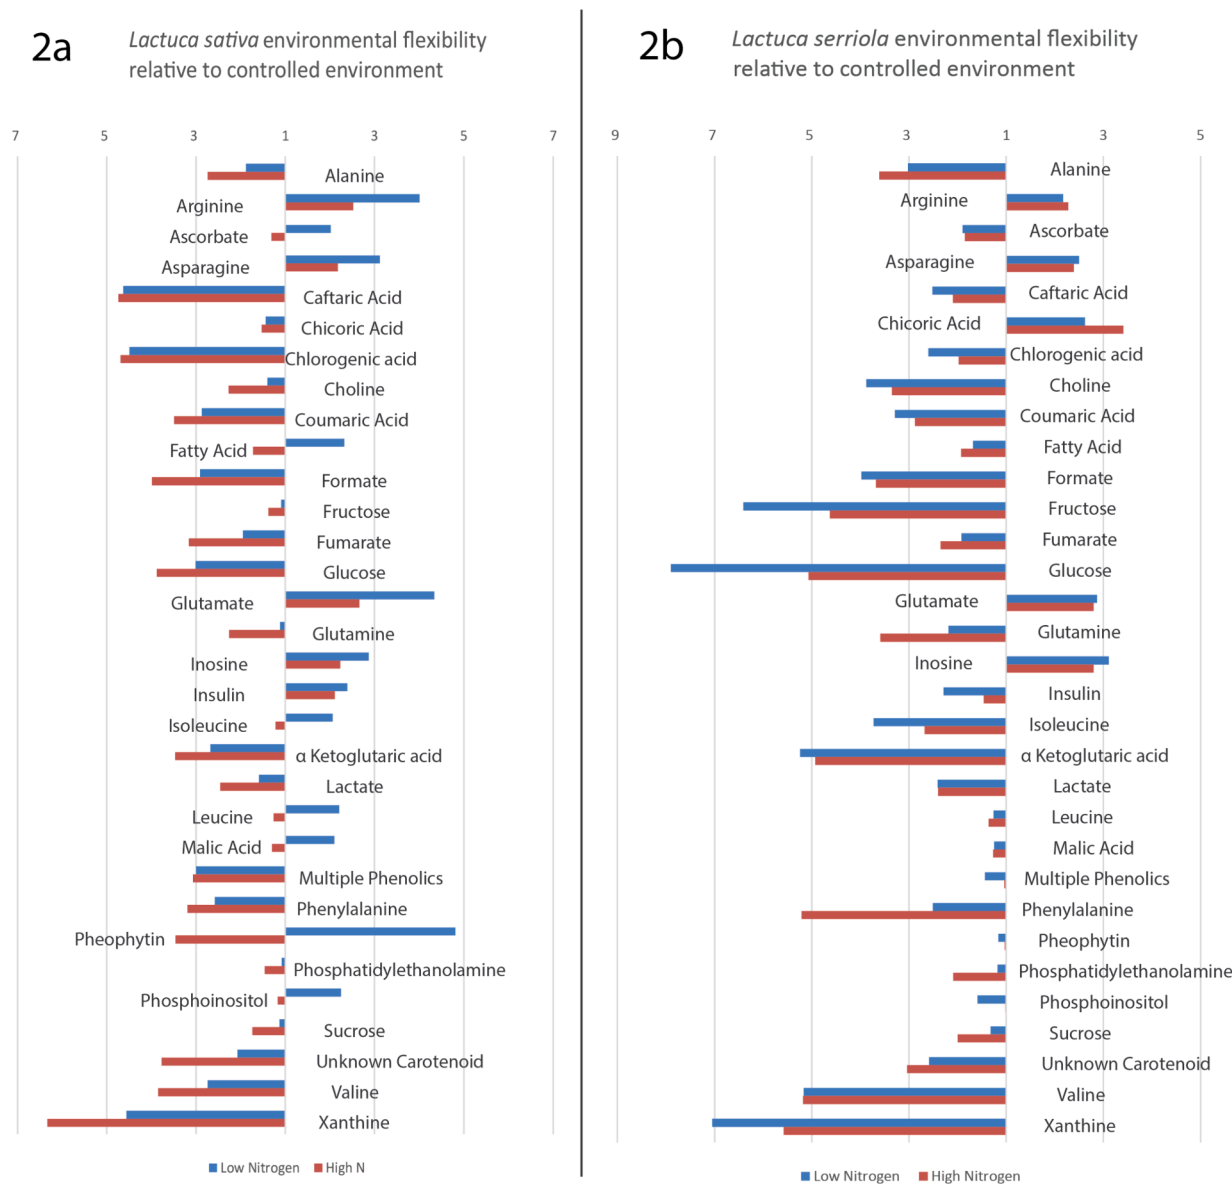 2a
Lactuca sativa environmental flexibility
relative to controlled environment
7 5 3 1 3 5 7
Alanine
Arginine
Ascorbate
Asparagine
Caftaric Acid
Chicoric Acid
Chlorogenic acid
Choline
Coumaric Acid
Fatty Acid
Formate
Fructose
Fumarate
Glucose
Glutamate
Glutamine
Inosine
Insulin
Isoleucine
α Ketoglutaric acid
Lactate
Leucine
Malic Acid
Multiple Phenolics
Phenylalanine
Pheophytin
Phosphatidylethanolamine
Phosphoinositol
Sucrose
Unknown Carotenoid
Valine
Xanthine
Low Nitrogen High N
2b
Lactuca serriola environmental flexibility
relative to controlled environment
9 7 5 3 1 3 5
Alanine
Arginine
Ascorbate
Asparagine
Caftaric Acid
Chicoric Acid
Chlorogenic acid
Choline
Coumaric Acid
Fatty Acid
Formate
Fructose
Fumarate
Glucose
Glutamate
Glutamine
Inosine
Insulin
Isoleucine
α Ketoglutaric acid
Lactate
Leucine
Malic Acid
Multiple Phenolics
Phenylalanine
Pheophytin
Phosphatidylethanolamine
Phosphoinositol
Sucrose
Unknown Carotenoid
Valine
Xanthine
Low Nitrogen High Nitrogen